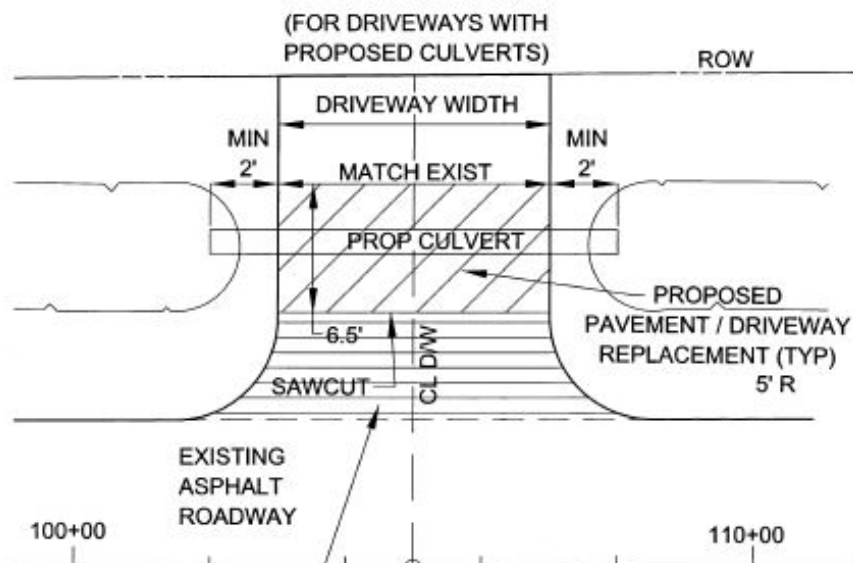 (FOR DRIVEWAYS WITH
PROPOSED CULVERTS)
ROW
DRIVEWAY WIDTH
MIN
2'
MIN
2'
MATCH EXIST
PROP CULVERT
PROPOSED
PAVEMENT / DRIVEWAY
REPLACEMENT (TYP)
5' R
6.5'
CL D/W
SAWCUT
EXISTING
ASPHALT
ROADWAY
100+00
110+00